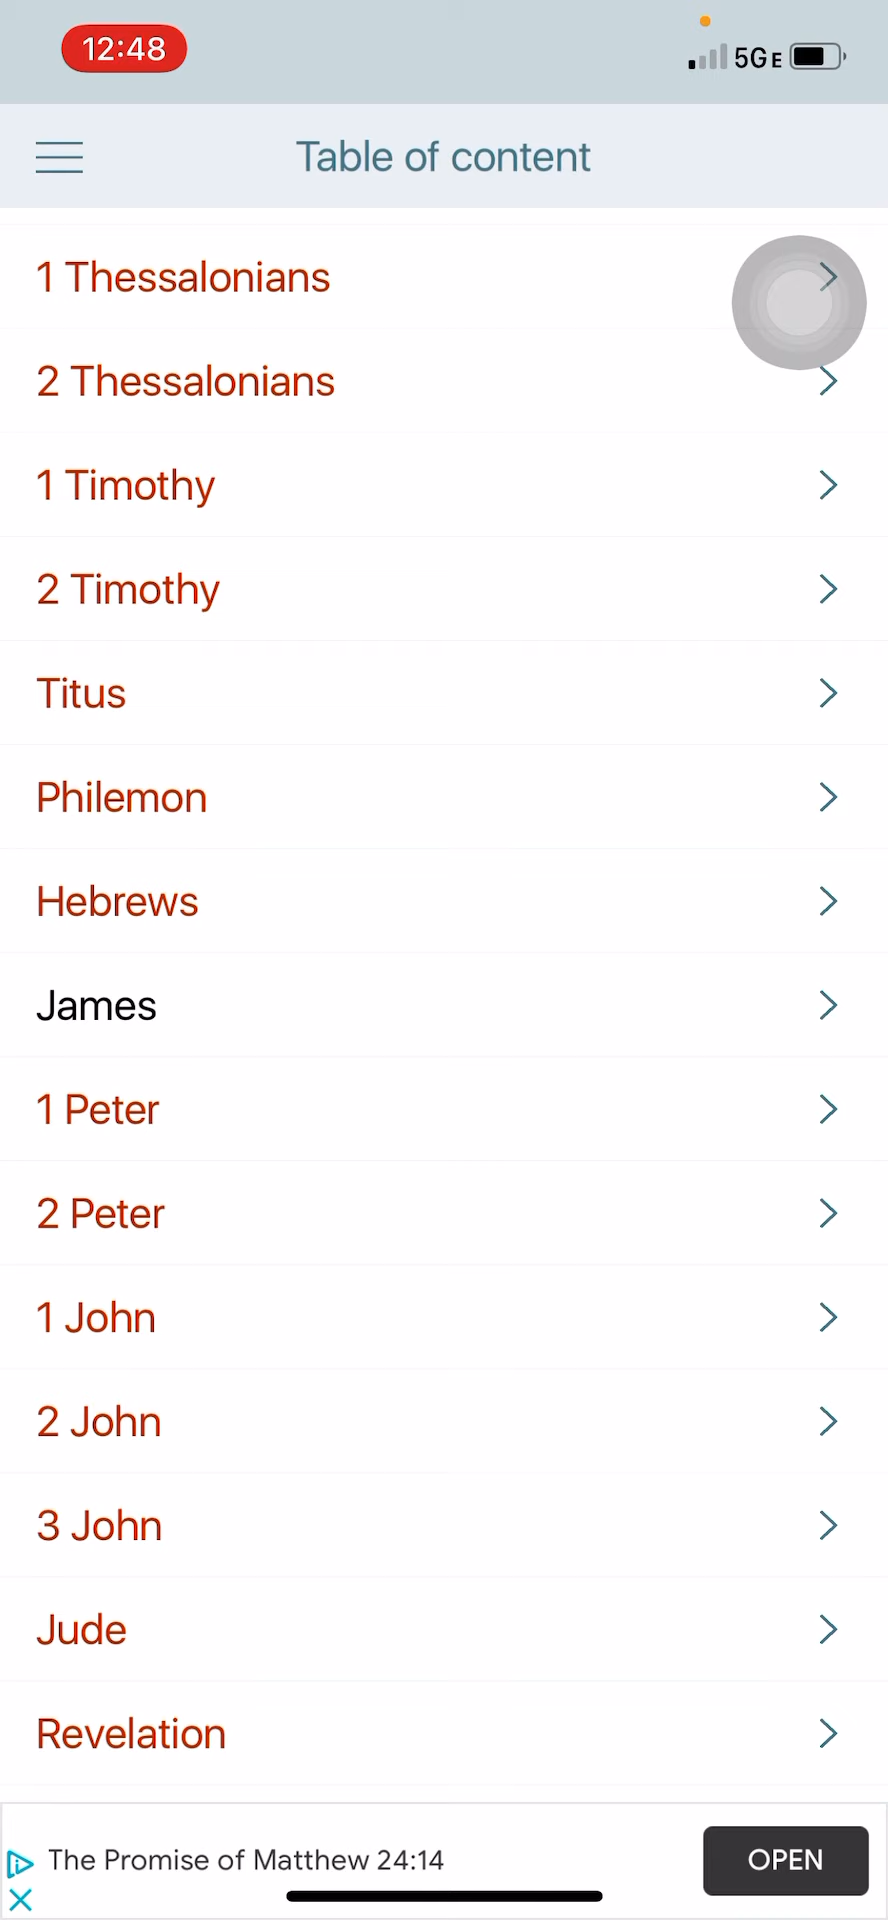 12:48
5GE
Table of content
1 Thessalonians
2 Thessalonians
1 Timothy
2 Timothy
Titus
Philemon
Hebrews
James
1 Peter
2 Peter
1 John
2 John
3 John
Jude
Revelation
The Promise of Matthew 24:14
OPEN